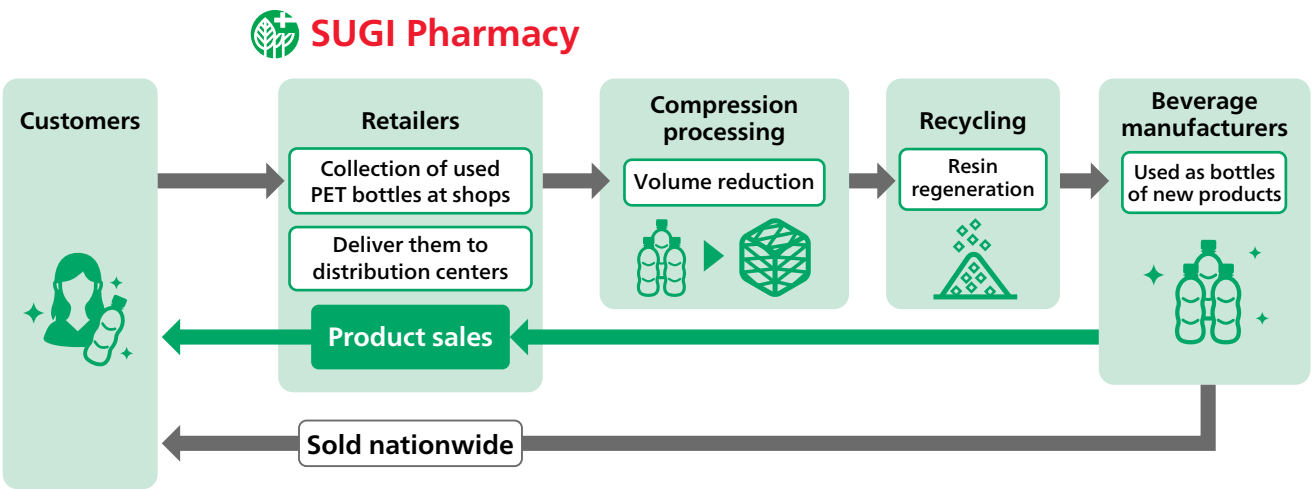 SUGI Pharmacy
Customers
Retailers
Collection of used
PET bottles at shops
Deliver them to
distribution centers
Product sales
Compression
processing
Volume reduction
Recycling
Resin
regeneration
Beverage
manufacturers
Used as bottles
of new products
Sold nationwide